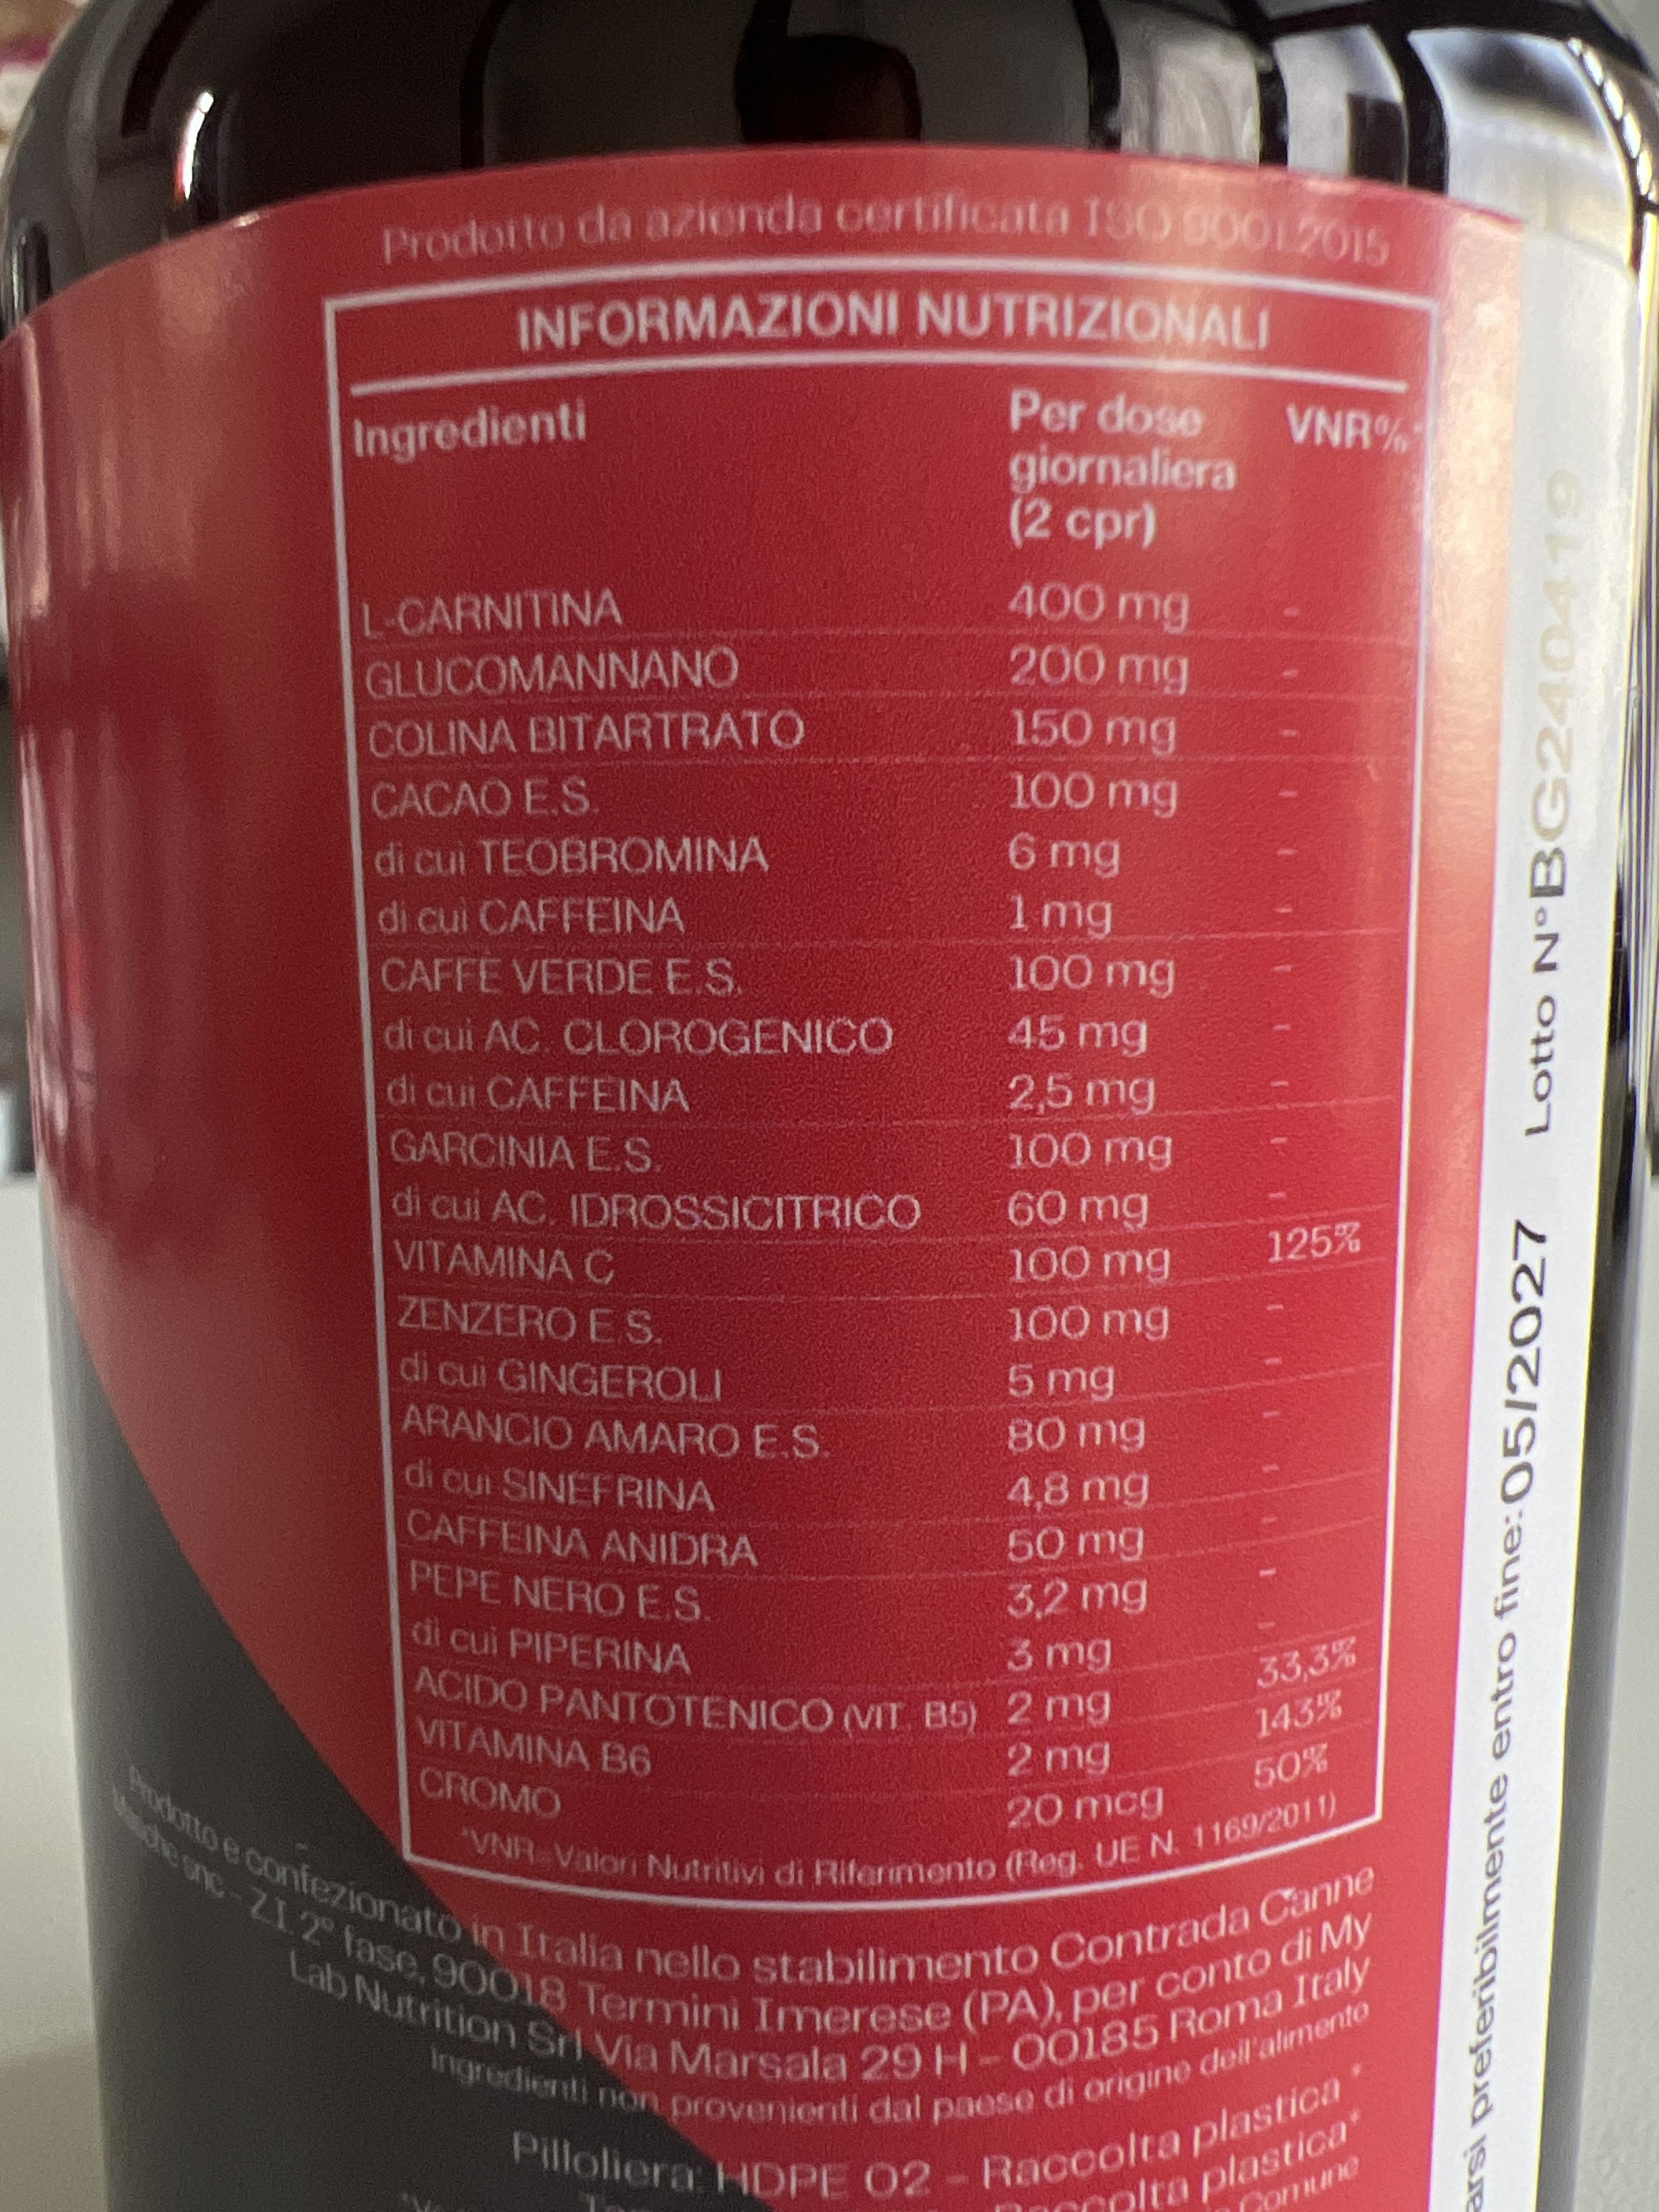 Prodotto da azienda certificata ISO 9001:2015
INFORMAZIONI NUTRIZIONALI
Ingredienti Per dose giornaliera (2 cpr) VNR%*
L-CARNITINA 400 mg -
GLUCOMANNANO 200 mg -
COLINA BITARTRATO 150 mg -
CACAO E.S. 100 mg -
di cui TEOBROMINA 6 mg -
di cui CAFFEINA 1 mg -
CAFFE VERDE E.S. 100 mg -
di cui AC. CLOROGENICO 45 mg -
di cui CAFFEINA 2,5 mg -
GARCINIA E.S. 100 mg -
di cui AC. IDROSSICITRICO 60 mg -
VITAMINA C 100 mg 125%
ZENZERO E.S. 100 mg -
di cui GINGEROLI 5 mg -
ARANCIO AMARO E.S. 80 mg -
di cui SINEFRINA 4,8 mg -
CAFFEINA ANIDRA 50 mg -
PEPE NERO E.S. 3,2 mg -
di cui PIPERINA 3 mg -
ACIDO PANTOTENICO (VIT. B5) 2 mg 33,3%
VITAMINA B6 2 mg 143%
CROMO 20 mcg 50%
*VNR=Valori Nutritivi di Riferimento (Reg. UE N. 1169/2011)
Prodotto e confezionato in Italia nello stabilimento Contrada Canne
Masche snc - Z.I. 2° fase, 90018 Termini Imerese (PA), per conto di My
Lab Nutrition Srl Via Marsala 29 H - 00185 Roma Italy
Ingredienti non provenienti dal paese di origine dell'alimento
Pilloliera: HDPE 02 - Raccolta plastica*
plastica*
Comune
preferibilmente entro fine: 05/2027 Lotto N°BG240419